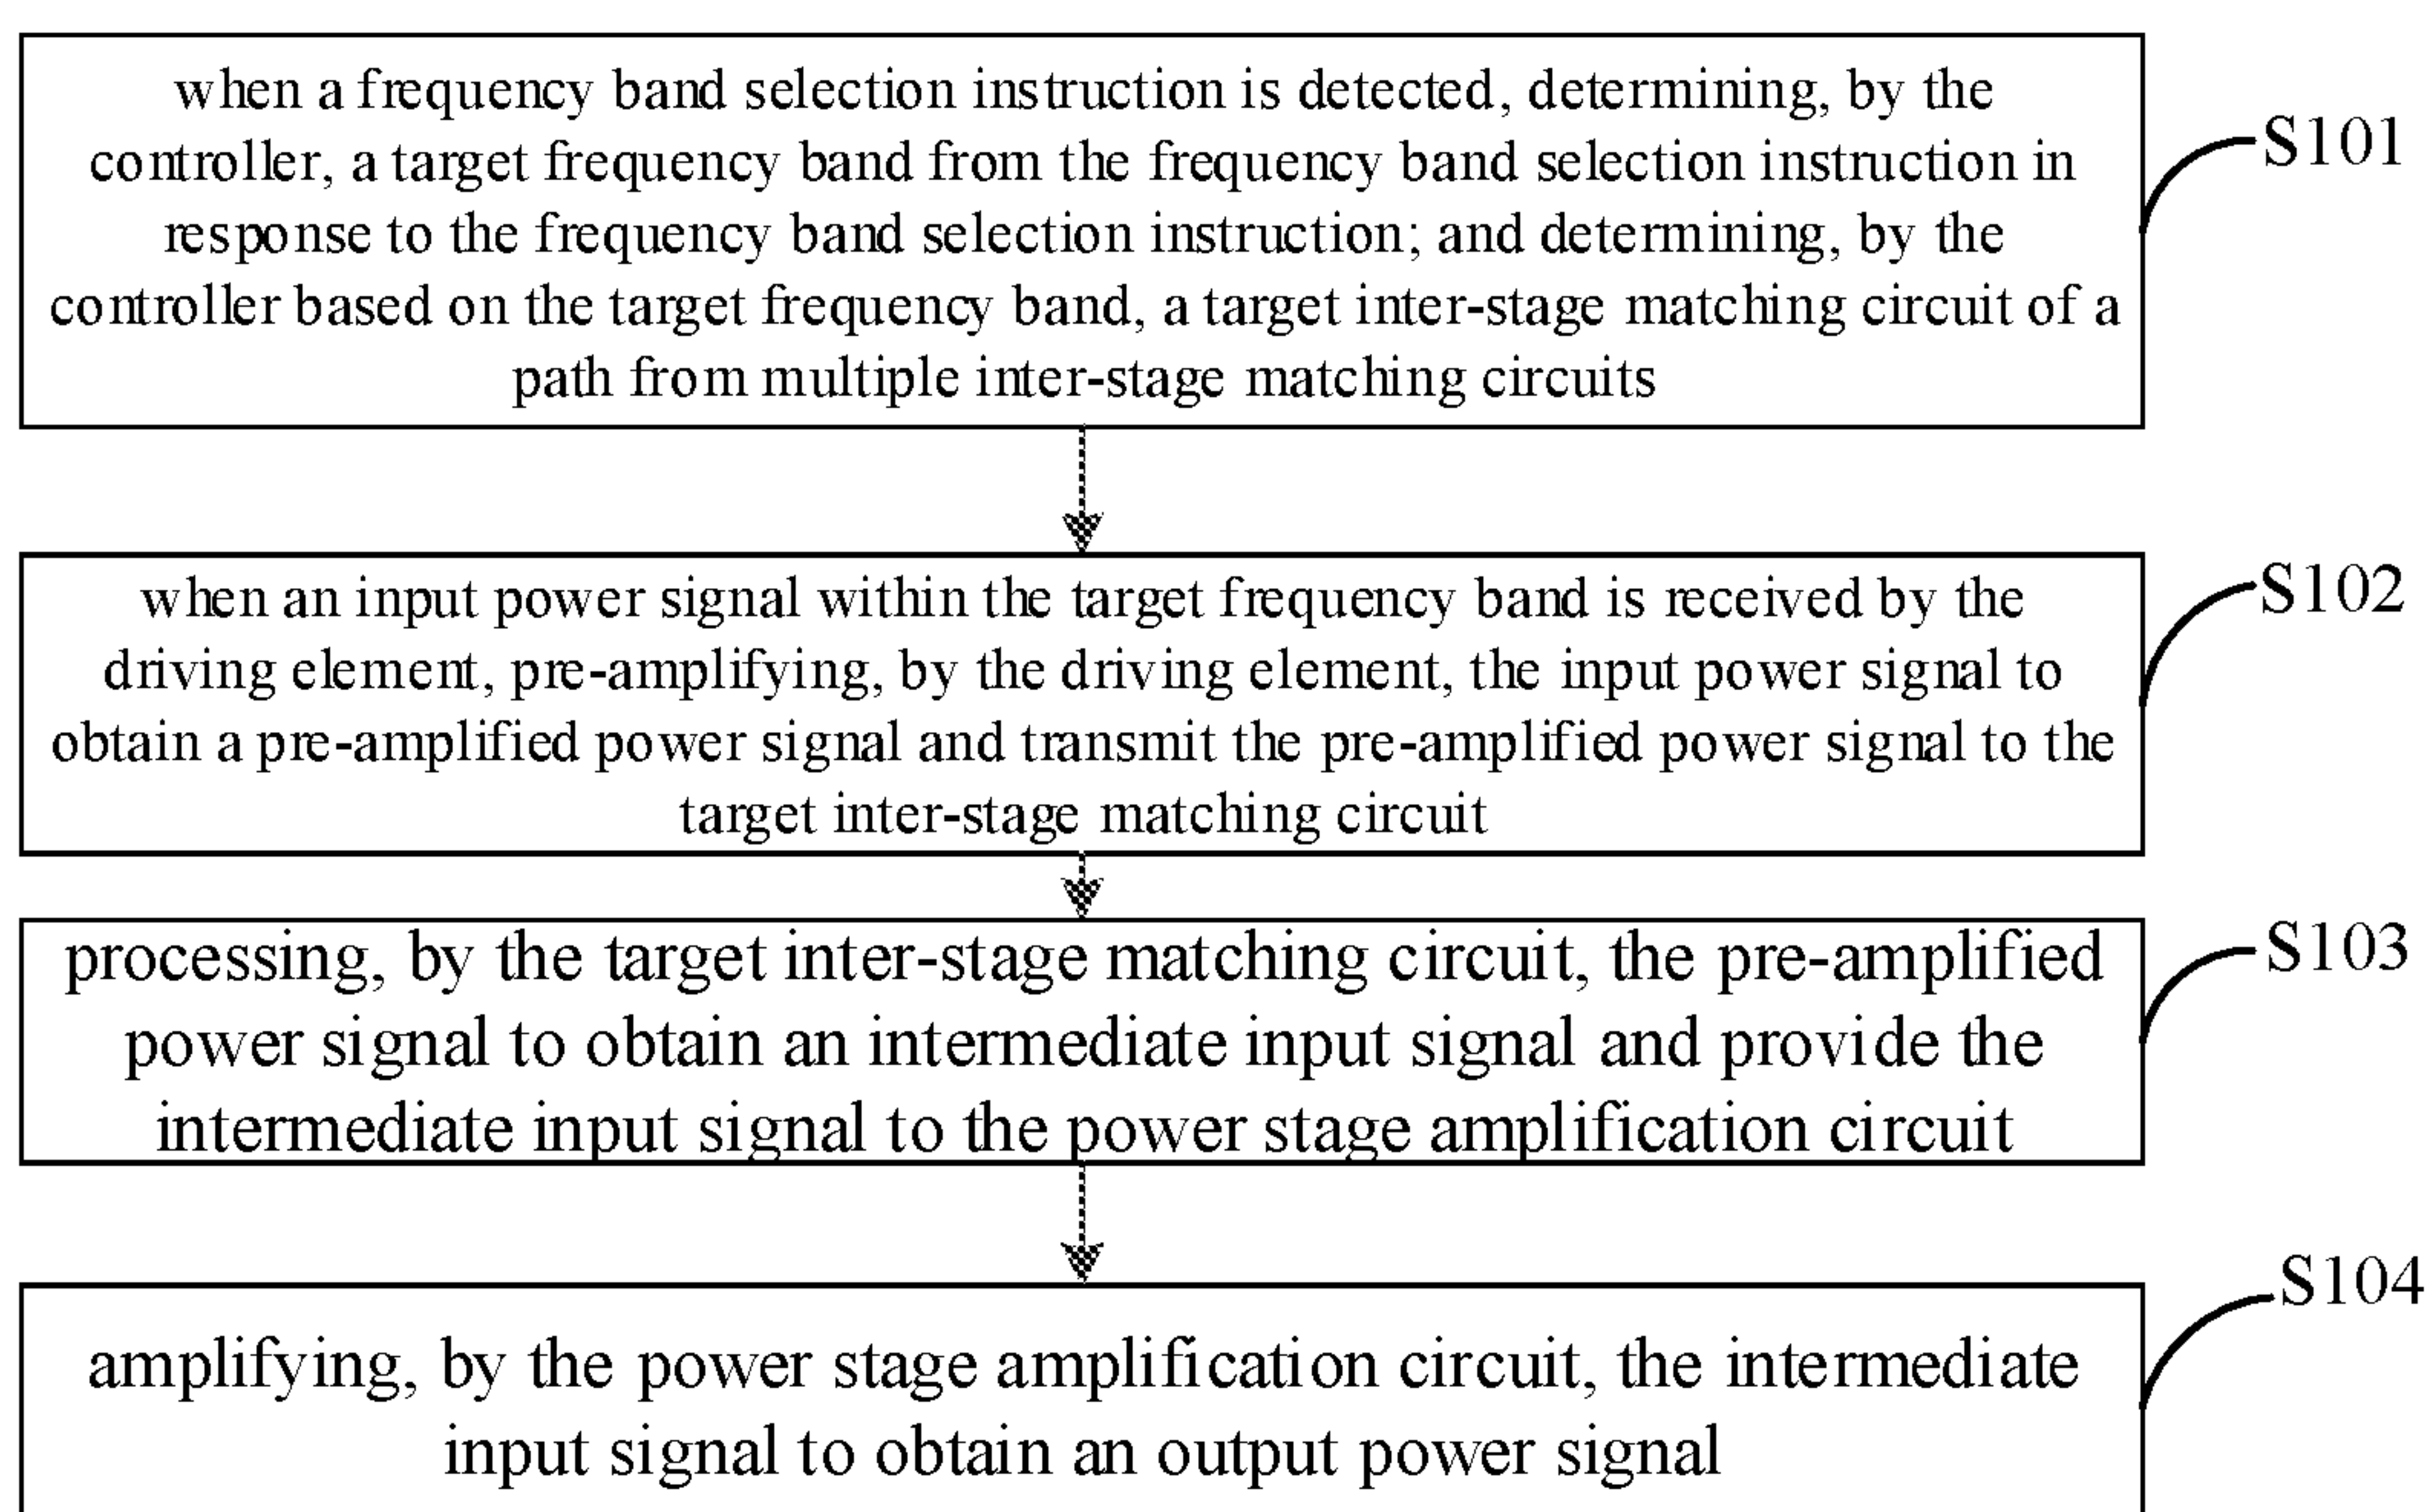 when a frequency band selection instruction is detected, determining, by the
controller, a target frequency band from the frequency band selection instruction in
response to the frequency band selection instruction; and determining, by the
controller based on the target frequency band, a target inter-stage matching circuit of a
path from multiple inter-stage matching circuits
S101
when an input power signal within the target frequency band is received by the
driving element, pre-amplifying, by the driving element, the input power signal to
obtain a pre-amplified power signal and transmit the pre-amplified power signal to the
target inter-stage matching circuit
S102
processing, by the target inter-stage matching circuit, the pre-amplified
power signal to obtain an intermediate input signal and provide the
intermediate input signal to the power stage amplification circuit
S103
amplifying, by the power stage amplification circuit, the intermediate
input signal to obtain an output power signal
S104